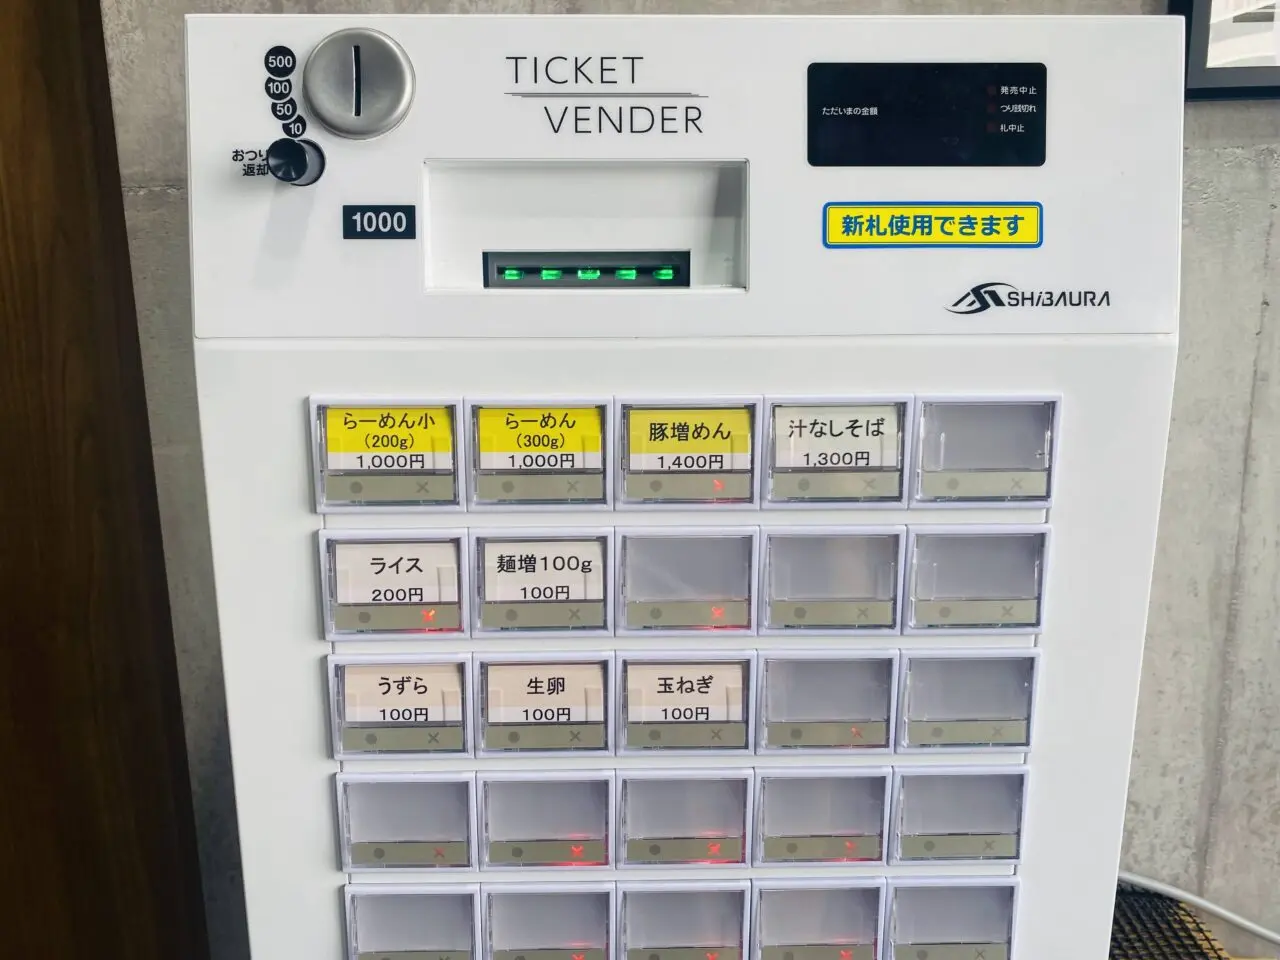 500
100
50
10
おつり
返却
TICKET
VENDER
ただいまの金額
発売中止
つり銭切れ
札中止
1000
新札使用できます
SHiBAURA
らーめん小
(200g)
1,000円
らーめん
(300g)
1,000円
豚増めん
1,400円
汁なしそば
1,300円
ライス
200円
麺増100g
100円
うずら
100円
生卵
100円
玉ねぎ
100円